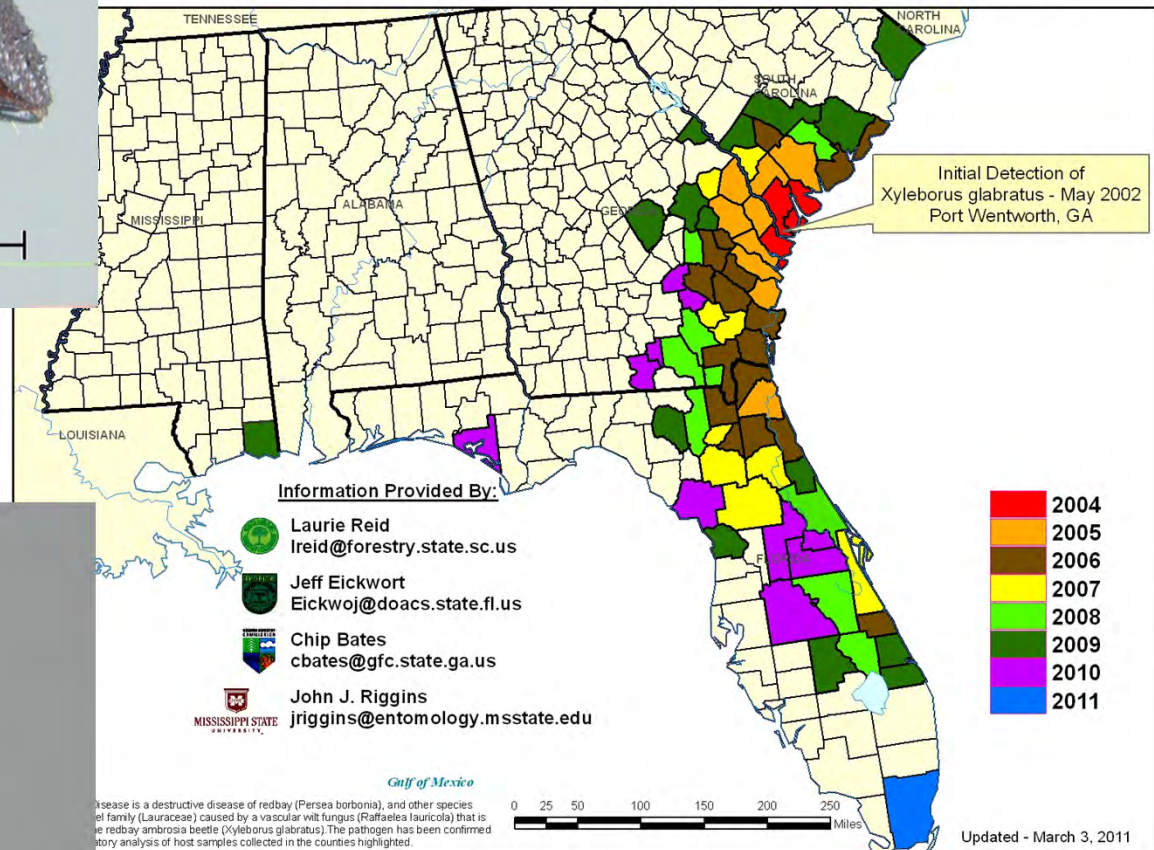 TENNESSEE
NORTH
CAROLINA
SOUTH
CAROLINA
Initial Detection of
Xyleborus glabratus - May 2002
Port Wentworth, GA
MISSISSIPPI
ALABAMA
LOUISIANA
Information Provided By:
Laurie Reid
lreid@forestry.state.sc.us
Jeff Eickwort
Eickwoj@doacs.state.fl.us
Chip Bates
cbates@gfc.state.ga.us
John J. Riggins
jriggins@entomology.msstate.edu
MISSISSIPPI STATE
UNIVERSITY
2004
2005
2006
2007
2008
2009
2010
2011
Gulf of Mexico
Disease is a destructive disease of redbay (Persea borbonia), and other species
el family (Lauraceae) caused by a vascular wilt fungus (Raffaelea lauricola) that is
e redbay ambrosia beetle (Xyleborus glabratus). The pathogen has been confirmed
atory analysis of host samples collected in the counties highlighted.
0 25 50 100 150 200 250
Miles
Updated - March 3, 2011